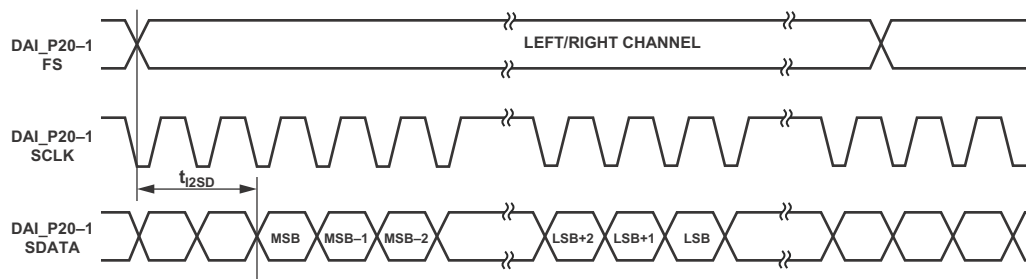 DAI_P20–1
FS
LEFT/RIGHT CHANNEL
DAI_P20–1
SCLK
tI2SD
DAI_P20–1
SDATA
MSB
MSB–1
MSB–2
LSB+2
LSB+1
LSB